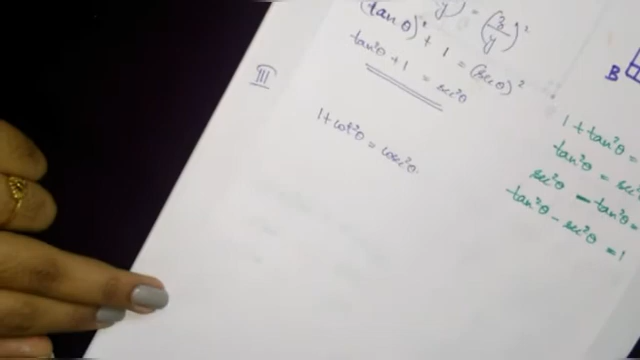 y) = (z/y)²
(tan θ)² + 1 = (sec θ)²
tan²θ + 1 = sec²θ
III
1 + cot²θ = cosec²θ.
B
1 + tan²θ =
tan²θ = sec²
sec²θ - tan²θ =
tan²θ - sec²θ = 1